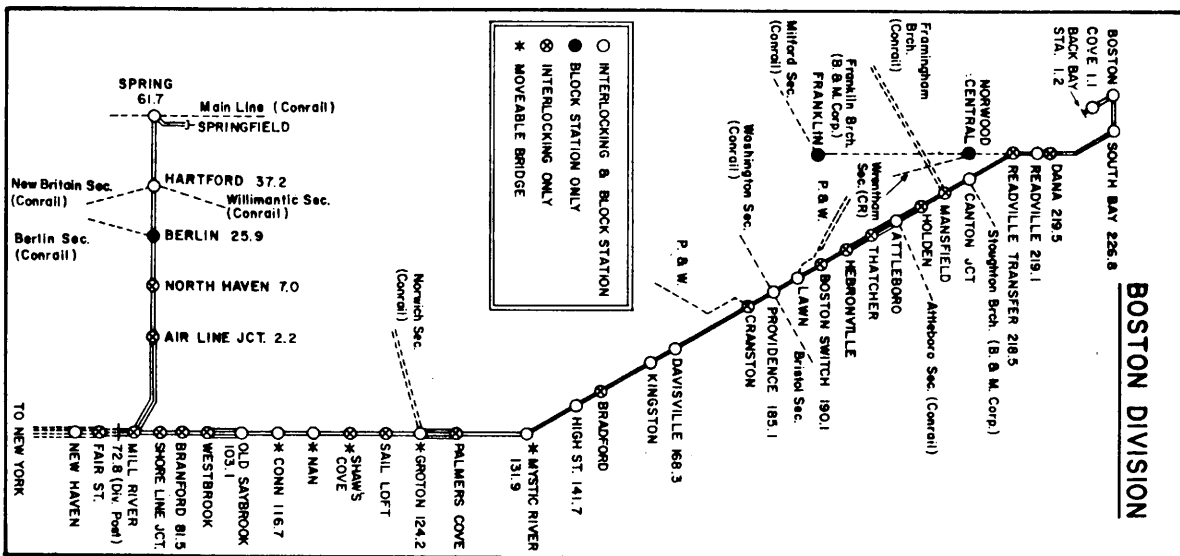 BOSTON DIVISION
BOSTON
COVE 1.1
BACK BAY
STA. 1.2
SOUTH BAY 226.8
DANA 219.5
READVILLE 219.1
READVILLE TRANSFER 218.5
NORWOOD
CENTRAL
Stoughton Brch. (B. & M. Corp.)
CANTON JCT
Framingham
Brch.
(Conrail)
MANSFIELD
Franklin Brch.
(B. & M. Corp.)
FRANKLIN
Milford Sec.
(Conrail)
HOLDEN
Attleboro Sec. (Conrail)
ATTLEBORO
Wrentham
Sec. (CR)
THATCHER
HEBRONVILLE
P. & W.
BOSTON SWITCH 190.1
LAWN
Bristol Sec.
Washington Sec.
(Conrail)
PROVIDENCE 185.1
P. & W.
CRANSTON
DAVISVILLE 168.3
KINGSTON
BRADFORD
HIGH ST. 141.7
* MYSTIC RIVER
131.9
PALMERS COVE
Norwich Sec.
(Conrail)
* GROTON 124.2
SAIL LOFT
* SHAW'S
COVE
* NAN
* CONN 116.7
OLD SAYBROOK
103.1
WESTBROOK
BRANFORD 81.5
SHORE LINE JCT.
MILL RIVER
72.8 (Div. Post)
FAIR ST.
NEW HAVEN
TO NEW YORK
INTERLOCKING & BLOCK STATION
BLOCK STATION ONLY
INTERLOCKING ONLY
* MOVEABLE BRIDGE
SPRING
61.7
Main Line (Conrail)
SPRINGFIELD
HARTFORD 37.2
New Britain Sec.
(Conrail)
Willimantic Sec.
(Conrail)
BERLIN 25.9
Berlin Sec.
(Conrail)
NORTH HAVEN 7.0
AIR LINE JCT. 2.2